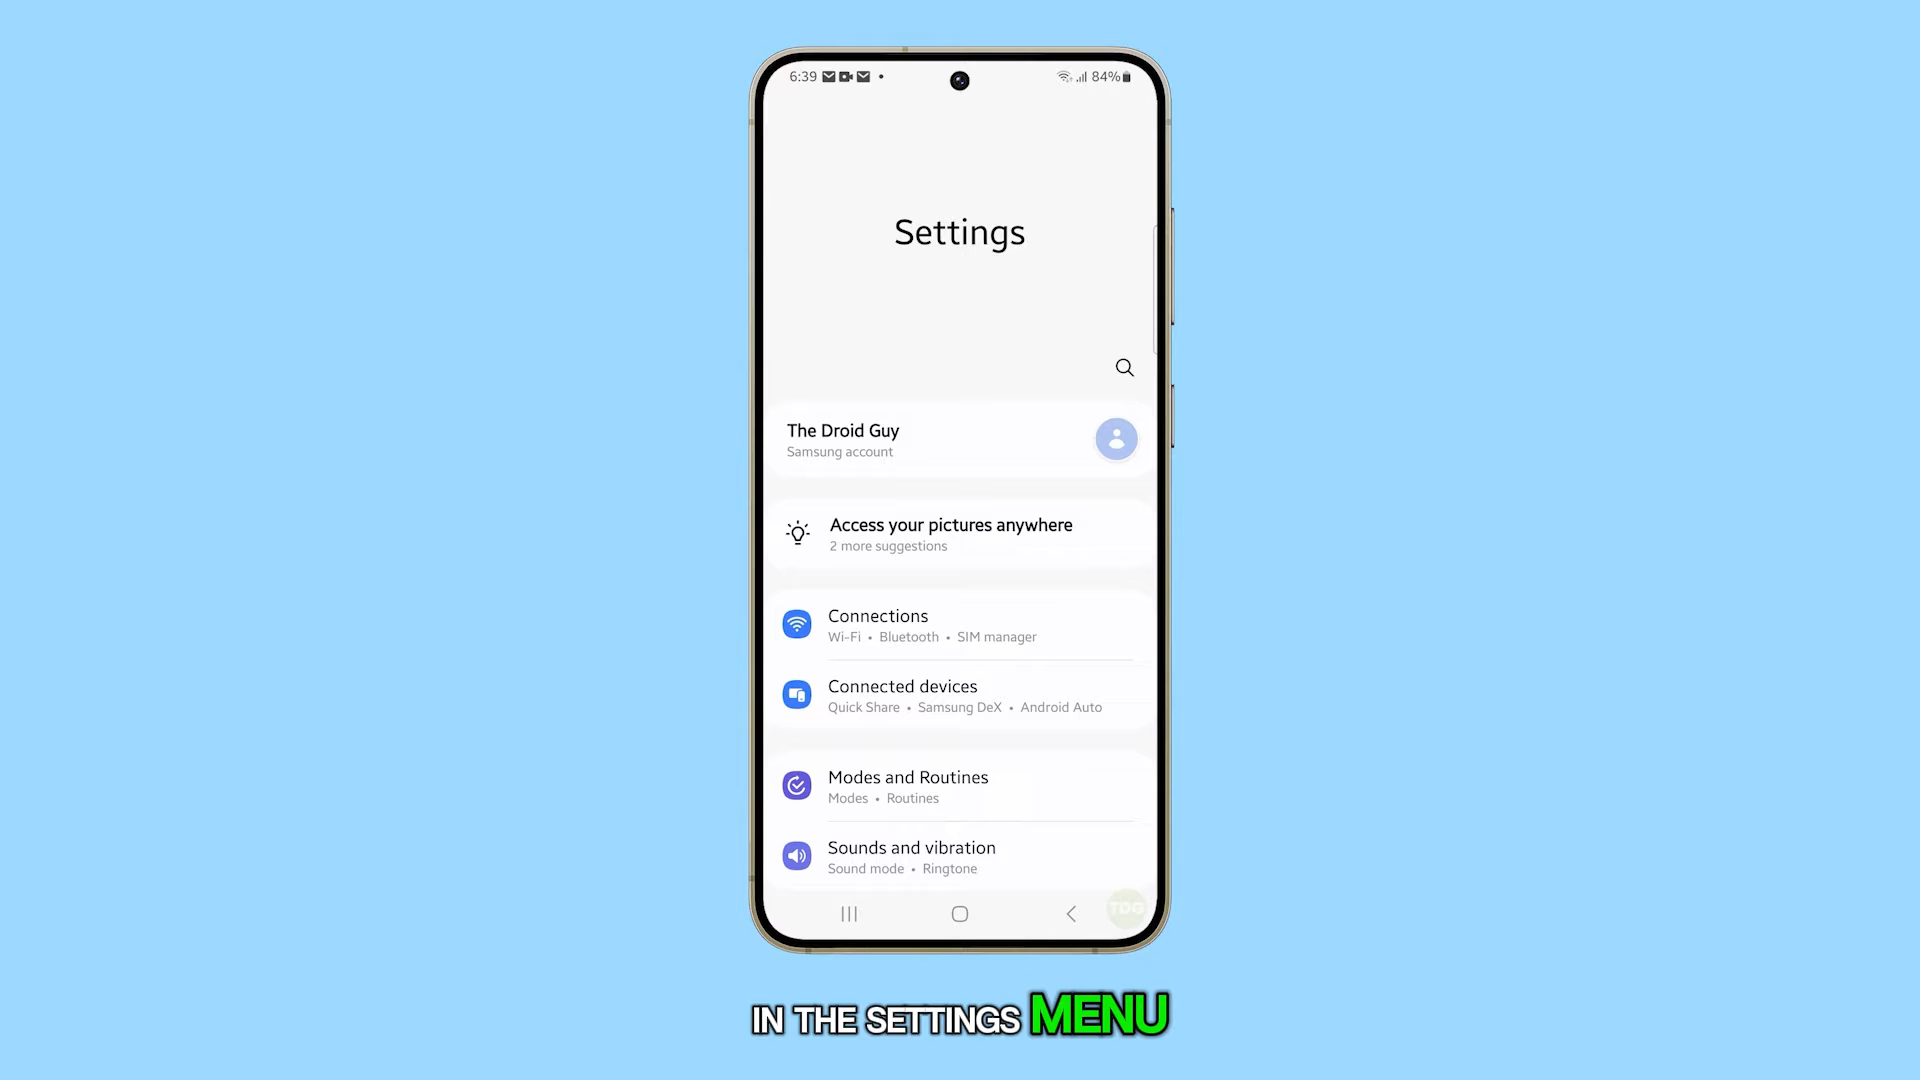 6:39 84%
Settings
The Droid Guy
Samsung account
Access your pictures anywhere
2 more suggestions
Connections
Wi-Fi • Bluetooth • SIM manager
Connected devices
Quick Share • Samsung DeX • Android Auto
Modes and Routines
Modes • Routines
Sounds and vibration
Sound mode • Ringtone
TDG
IN THE SETTINGS MENU